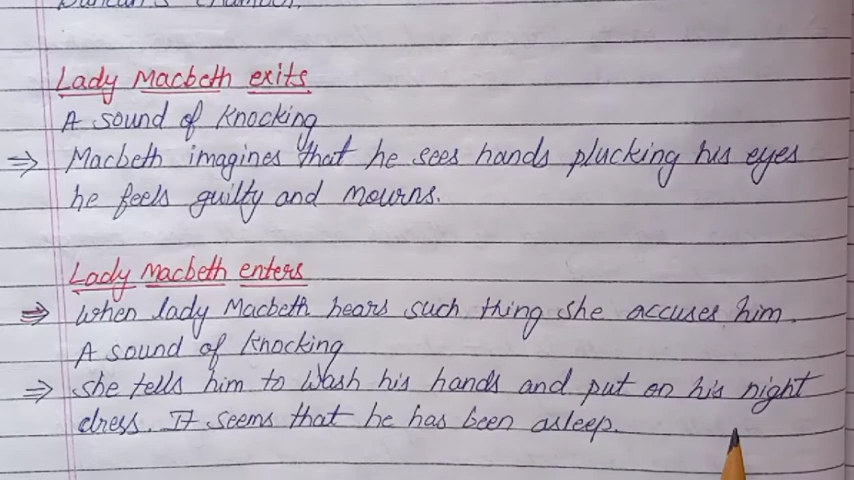 Duncan's chamber.
Lady Macbeth exits
A sound of knocking
⇒ Macbeth imagines that he sees hands plucking his eyes
he feels guilty and mourns.
Lady Macbeth enters
⇒ When lady Macbeth hears such thing she accuses him.
A sound of knocking
⇒ she tells him to wash his hands and put on his night
dress. It seems that he has been asleep.